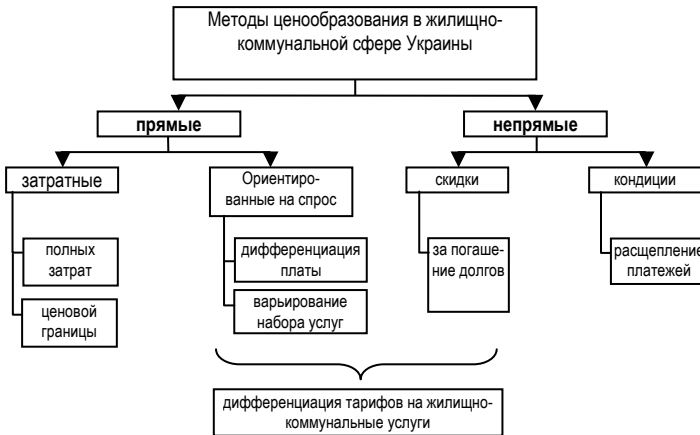 Методы ценообразования в жилищно-
коммунальной сфере Украины
прямые
непрямые
затратные
Ориентиро-
ванные на спрос
скидки
кондиции
полных
затрат
ценовой
границы
дифференциация
платы
варьирование
набора услуг
за погаше-
ние долгов
расщепление
платежей
дифференциация тарифов на жилищно-
коммунальные услуги